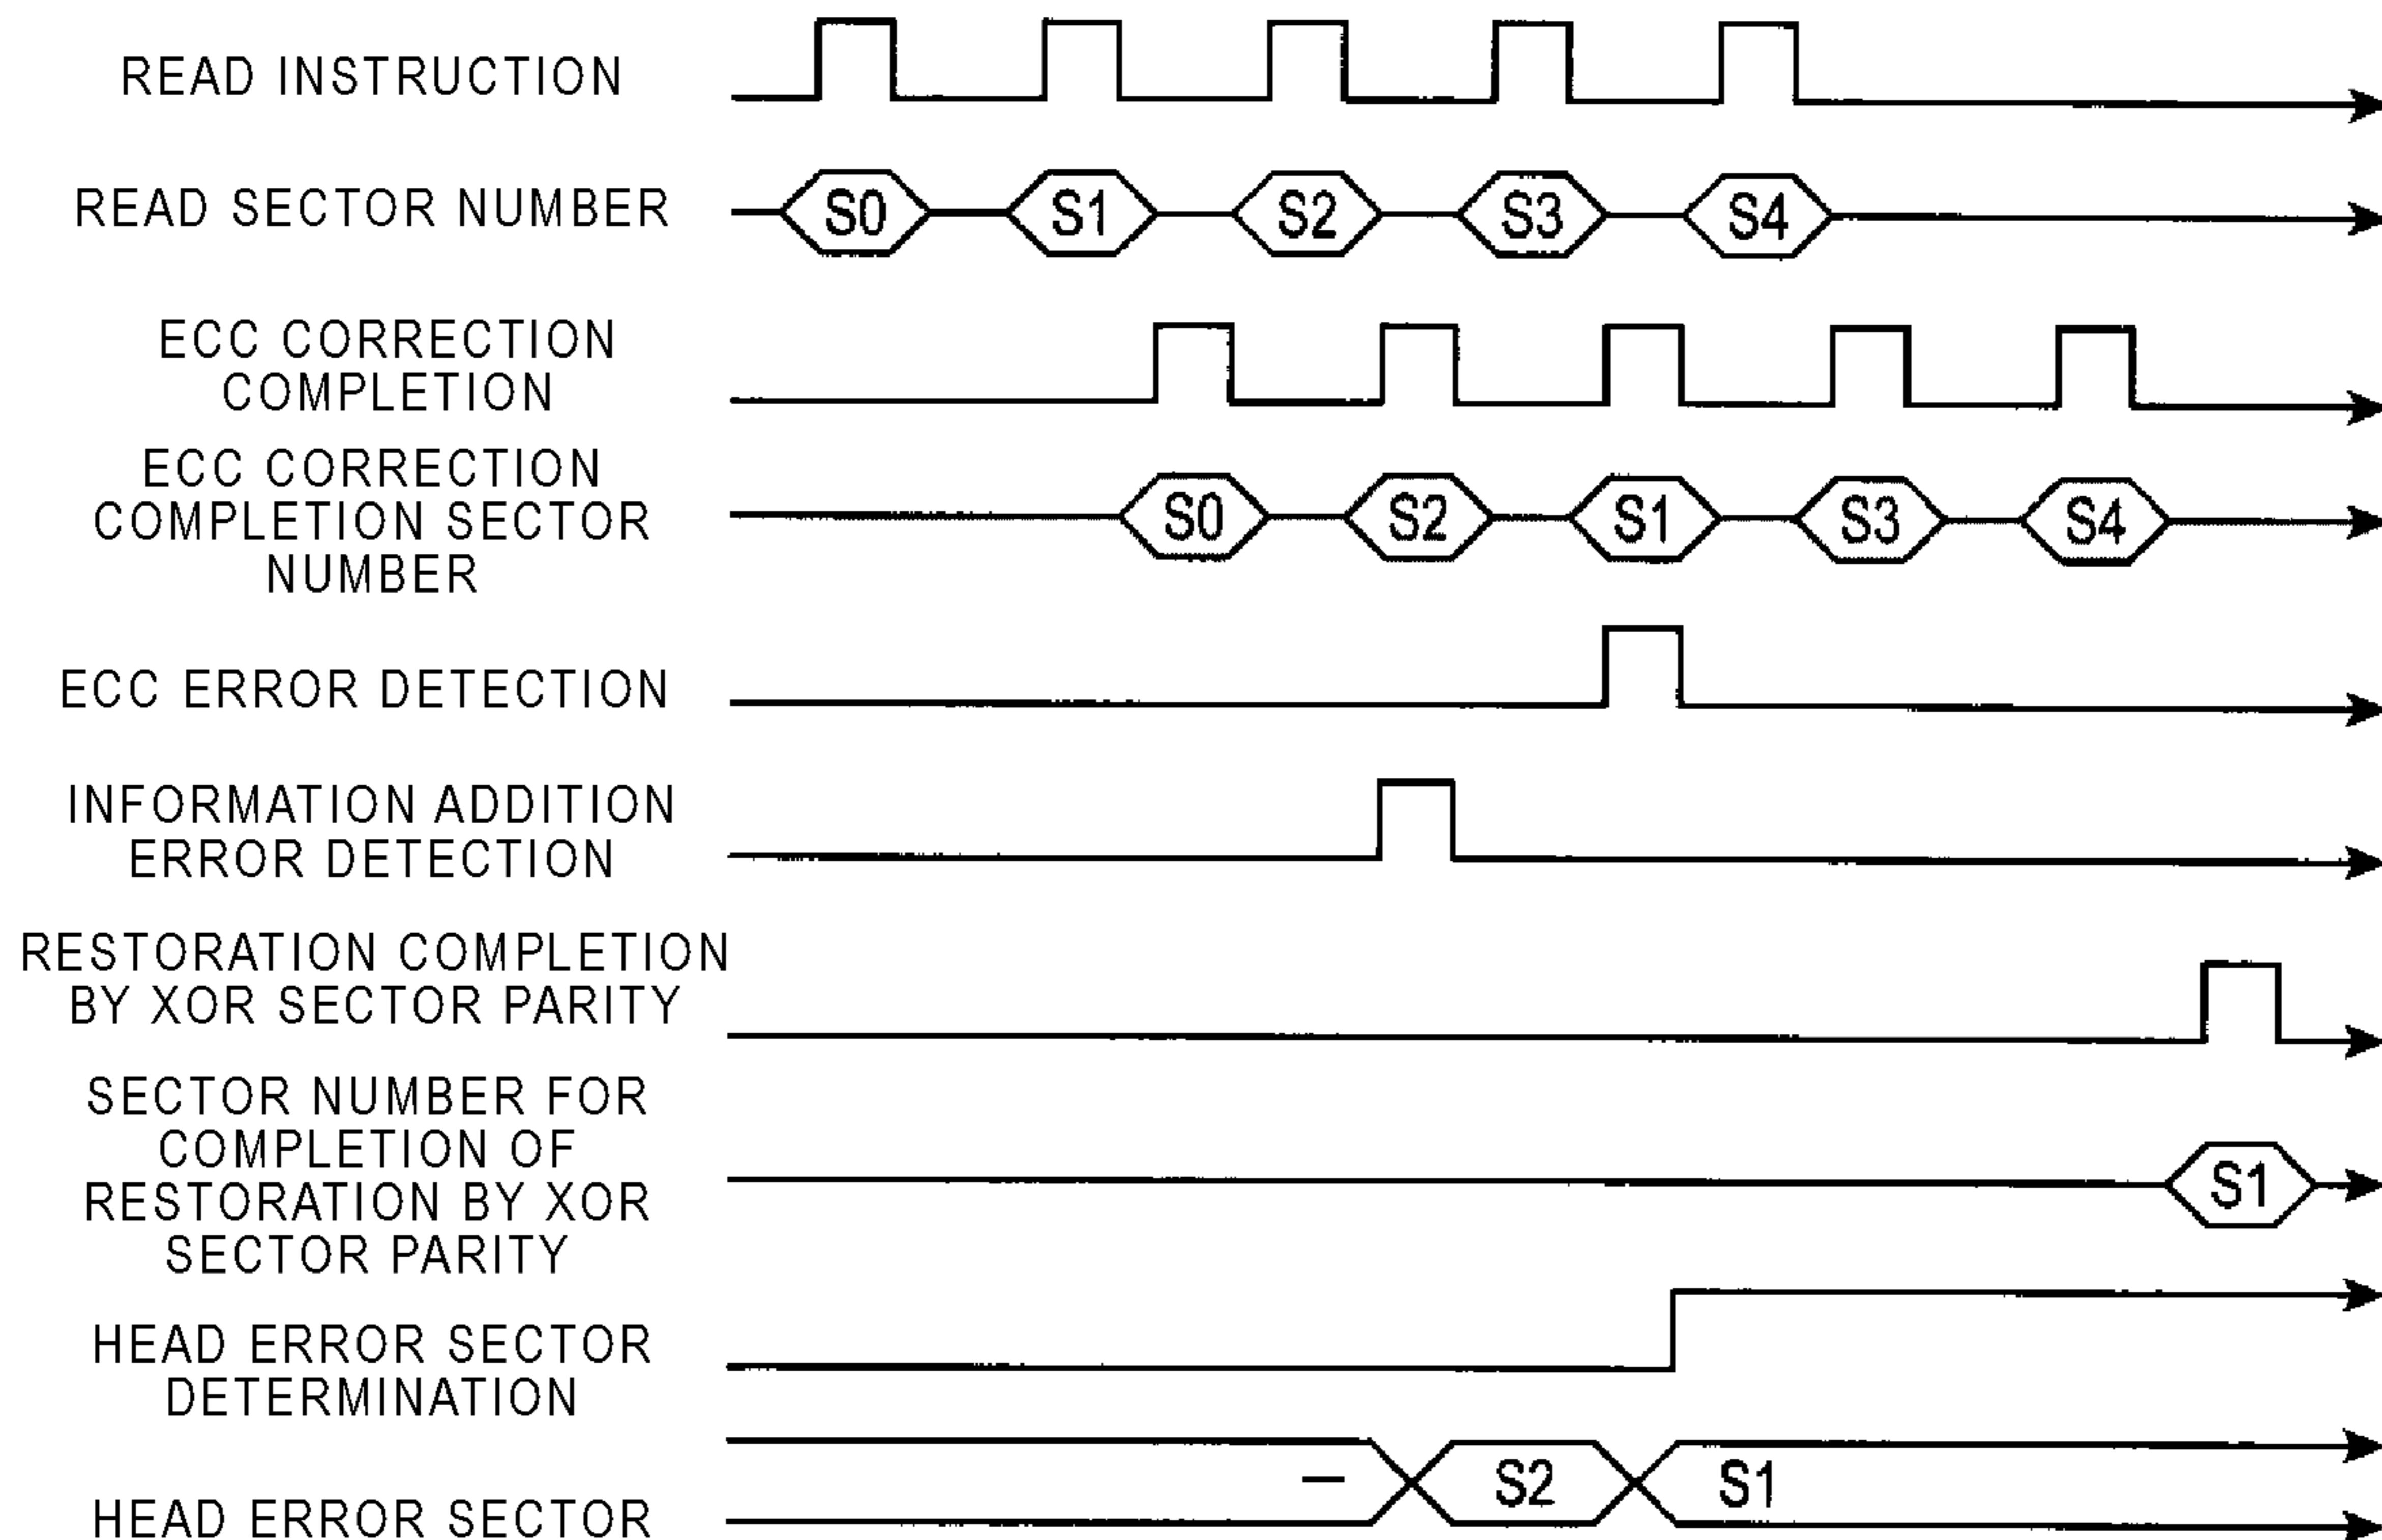 READ INSTRUCTION
READ SECTOR NUMBER
S0 S1 S2 S3 S4
ECC CORRECTION
COMPLETION
ECC CORRECTION
COMPLETION SECTOR
NUMBER
S0 S2 S1 S3 S4
ECC ERROR DETECTION
INFORMATION ADDITION
ERROR DETECTION
RESTORATION COMPLETION
BY XOR SECTOR PARITY
SECTOR NUMBER FOR
COMPLETION OF
RESTORATION BY XOR
SECTOR PARITY
S1
HEAD ERROR SECTOR
DETERMINATION
HEAD ERROR SECTOR
— S2 S1